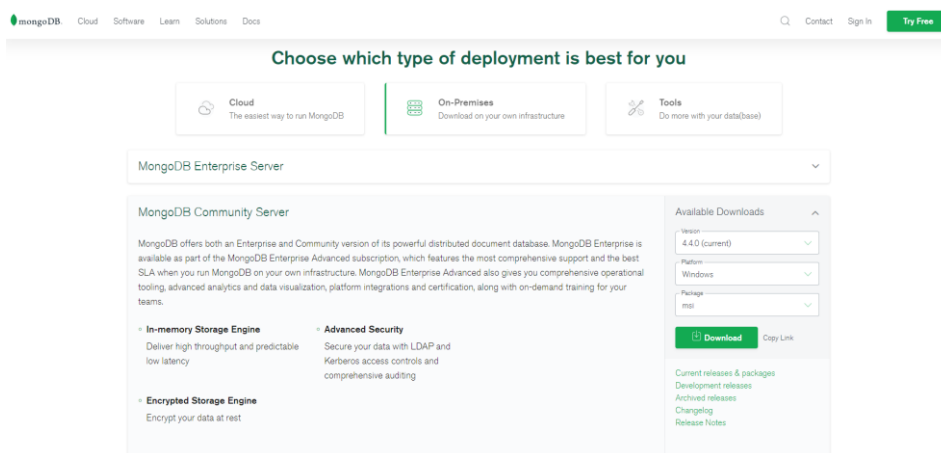 mongoDB. Cloud Software Learn Solutions Docs Contact Sign In Try Free
Choose which type of deployment is best for you
Cloud
The easiest way to run MongoDB
On-Premises
Download on your own infrastructure
Tools
Do more with your data(base)
MongoDB Enterprise Server
MongoDB Community Server
MongoDB offers both an Enterprise and Community version of its powerful distributed document database. MongoDB Enterprise is
available as part of the MongoDB Enterprise Advanced subscription, which features the most comprehensive support and the best
SLA when you run MongoDB on your own infrastructure. MongoDB Enterprise Advanced also gives you comprehensive operational
tooling, advanced analytics and data visualization, platform integrations and certification, along with on-demand training for your
teams.
In-memory Storage Engine
Deliver high throughput and predictable
low latency
Advanced Security
Secure your data with LDAP and
Kerberos access controls and
comprehensive auditing
Encrypted Storage Engine
Encrypt your data at rest
Available Downloads
Version
4.4.0 (current)
Platform
Windows
Package
msi
Download Copy Link
Current releases & packages
Development releases
Archived releases
Changelog
Release Notes